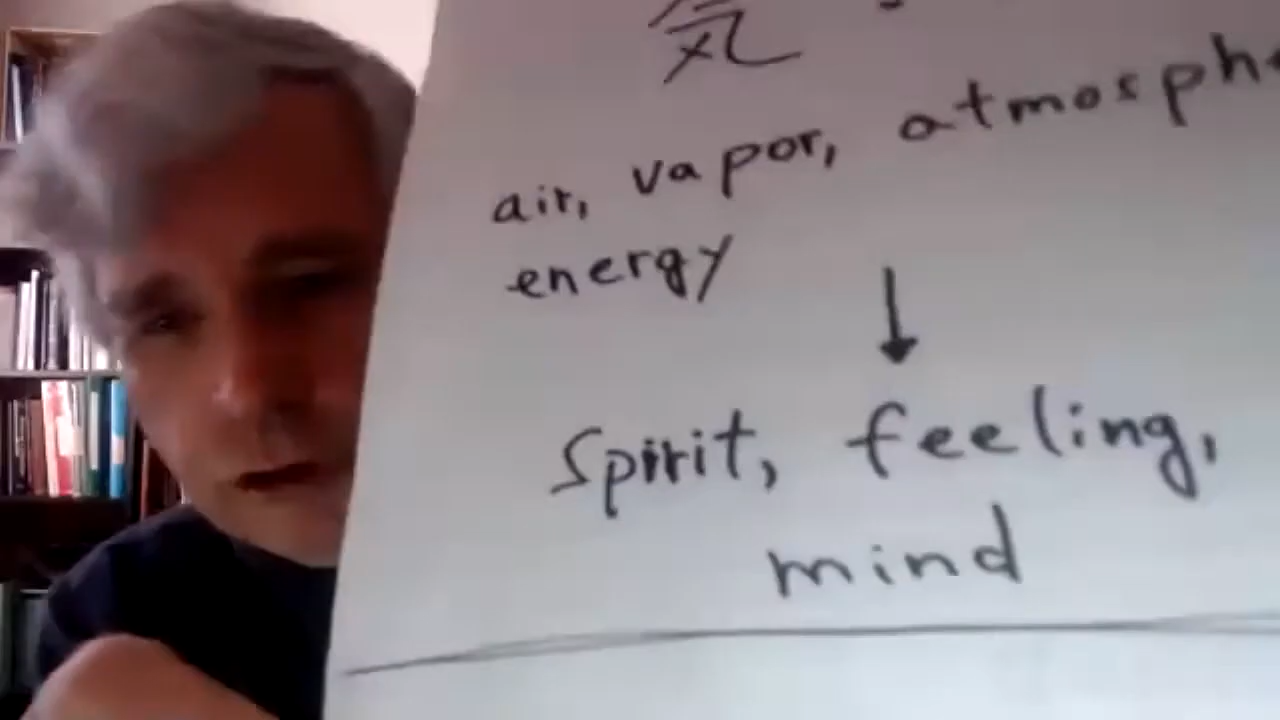 気
air, vapor, atmosphe
energy
↓
Spirit, feeling,
mind